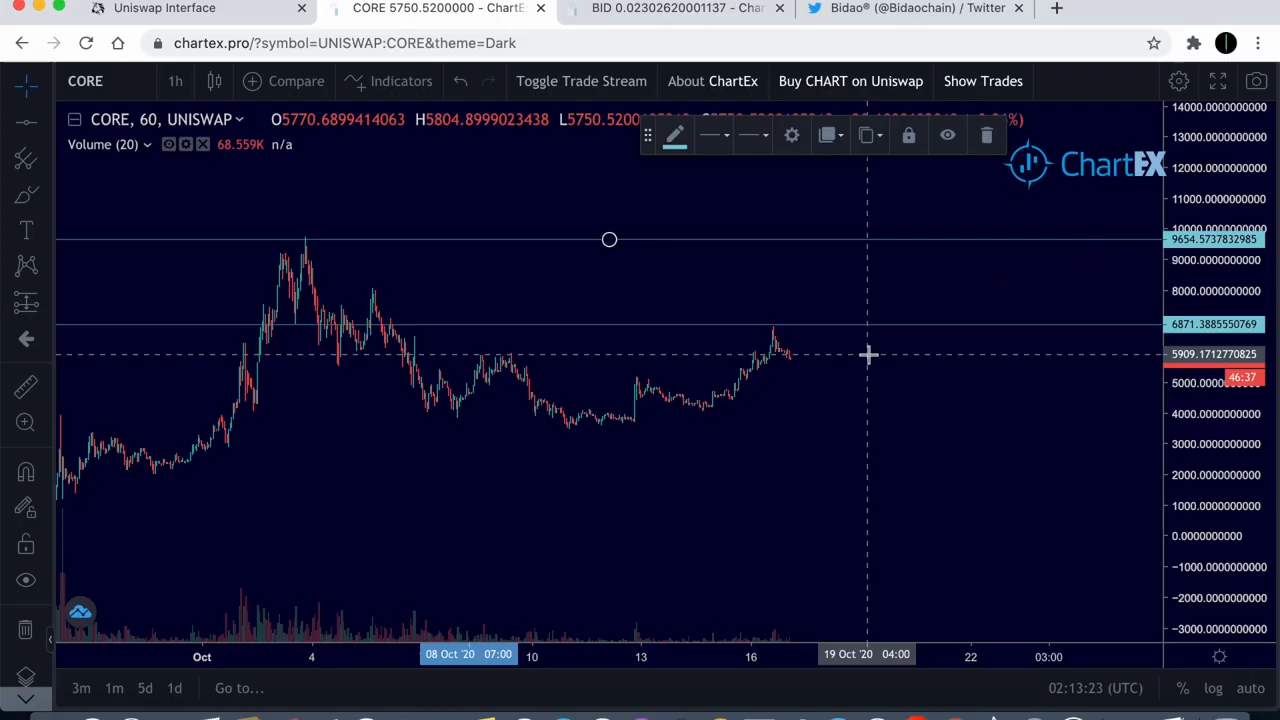 Uniswap Interface
CORE 5750.5200000 - ChartE
BID 0.02302620001137 - Char
Bidao® (@Bidaochain) / Twitter
chartex.pro/?symbol=UNISWAP:CORE&theme=Dark
CORE
1h
Compare
Indicators
Toggle Trade Stream
About ChartEx
Buy CHART on Uniswap
Show Trades
CORE, 60, UNISWAP
O5770.6899414063 H5804.8999023438
Volume (20)
68.559K n/a
ChartEX
14000.0000000000
13000.0000000000
12000.0000000000
11000.0000000000
10000.0000000000
9654.5737832985
9000.0000000000
8000.0000000000
6871.3885550769
5909.1712770825
46:37
4000.0000000000
3000.0000000000
2000.0000000000
1000.0000000000
0.0000000000
−1000.0000000000
−2000.0000000000
−3000.0000000000
Oct
4
08 Oct '20 07:00
10
13
16
19 Oct '20 04:00
22
03:00
3m
1m
5d
1d
Go to...
02:13:23 (UTC)
%
log
auto